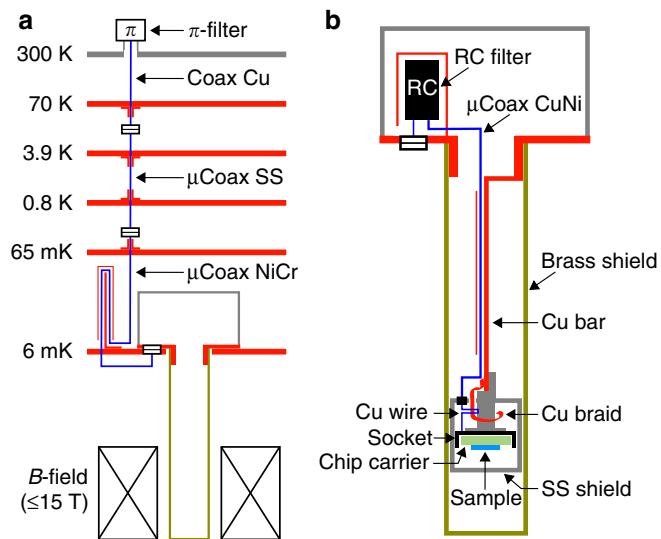 a
π
π-filter
300 K
Coax Cu
70 K
3.9 K
μCoax SS
0.8 K
65 mK
μCoax NiCr
6 mK
B-field
(≤15 T)
b
RC filter
RC
μCoax CuNi
Brass shield
Cu bar
Cu wire
Cu braid
Socket
Chip carrier
Sample
SS shield